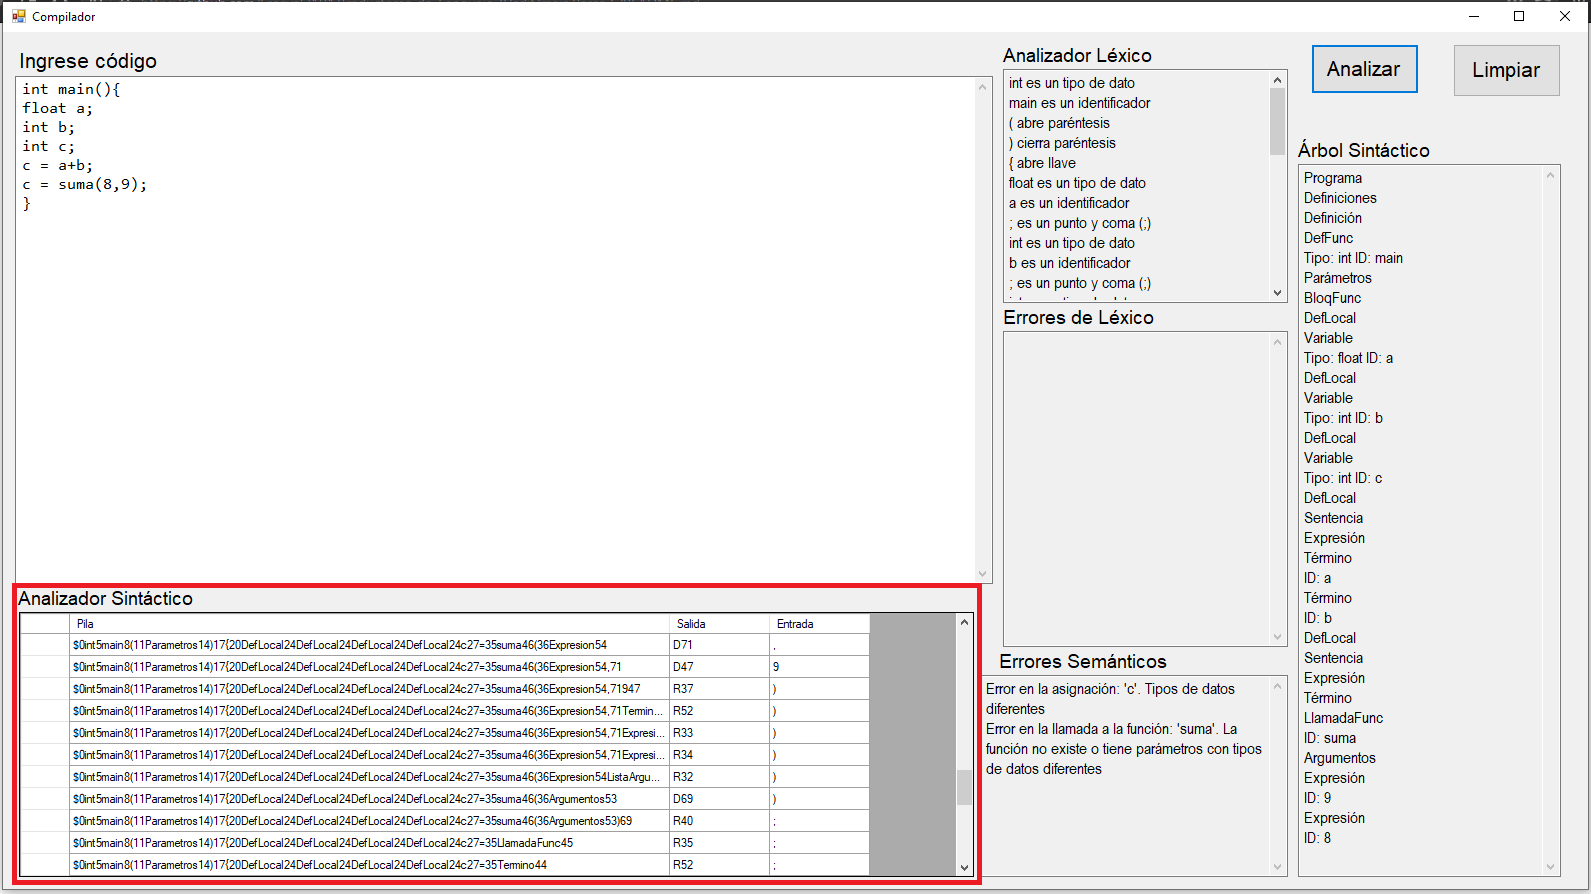 Compilador
Ingrese código
int main(){
float a;
int b;
int c;
c = a+b;
c = suma(8,9);
}
Analizador Sintáctico
Pila Salida Entrada
$0int5main8(11Parametros14)17{20DefLocal24DefLocal24DefLocal24DefLocal24c27=35suma46(36Expresion54 D71 ,
$0int5main8(11Parametros14)17{20DefLocal24DefLocal24DefLocal24DefLocal24c27=35suma46(36Expresion54,71 D47 9
$0int5main8(11Parametros14)17{20DefLocal24DefLocal24DefLocal24DefLocal24c27=35suma46(36Expresion54,71947 R37 )
$0int5main8(11Parametros14)17{20DefLocal24DefLocal24DefLocal24DefLocal24c27=35suma46(36Expresion54,71Termin... R52 )
$0int5main8(11Parametros14)17{20DefLocal24DefLocal24DefLocal24DefLocal24c27=35suma46(36Expresion54,71Expresi... R33 )
$0int5main8(11Parametros14)17{20DefLocal24DefLocal24DefLocal24DefLocal24c27=35suma46(36Expresion54,71Expresi... R34 )
$0int5main8(11Parametros14)17{20DefLocal24DefLocal24DefLocal24DefLocal24c27=35suma46(36Expresion54ListaArgu... R32 )
$0int5main8(11Parametros14)17{20DefLocal24DefLocal24DefLocal24DefLocal24c27=35suma46(36Argumentos53 D69 )
$0int5main8(11Parametros14)17{20DefLocal24DefLocal24DefLocal24DefLocal24c27=35suma46(36Argumentos53)69 R40 ;
$0int5main8(11Parametros14)17{20DefLocal24DefLocal24DefLocal24DefLocal24c27=35LlamadaFunc45 R35 ;
$0int5main8(11Parametros14)17{20DefLocal24DefLocal24DefLocal24DefLocal24c27=35Termino44 R52 ;
Analizador Léxico
int es un tipo de dato
main es un identificador
( abre paréntesis
) cierra paréntesis
{ abre llave
float es un tipo de dato
a es un identificador
; es un punto y coma (;)
int es un tipo de dato
b es un identificador
; es un punto y coma (;)
Errores de Léxico
Errores Semánticos
Error en la asignación: 'c'. Tipos de datos
diferentes
Error en la llamada a la función: 'suma'. La
función no existe o tiene parámetros con tipos
de datos diferentes
Analizar
Limpiar
Árbol Sintáctico
Programa
Definiciones
Definición
DefFunc
Tipo: int ID: main
Parámetros
BloqFunc
DefLocal
Variable
Tipo: float ID: a
DefLocal
Variable
Tipo: int ID: b
DefLocal
Variable
Tipo: int ID: c
DefLocal
Sentencia
Expresión
Término
ID: a
Término
ID: b
DefLocal
Sentencia
Expresión
Término
LlamadaFunc
ID: suma
Argumentos
Expresión
ID: 9
Expresión
ID: 8